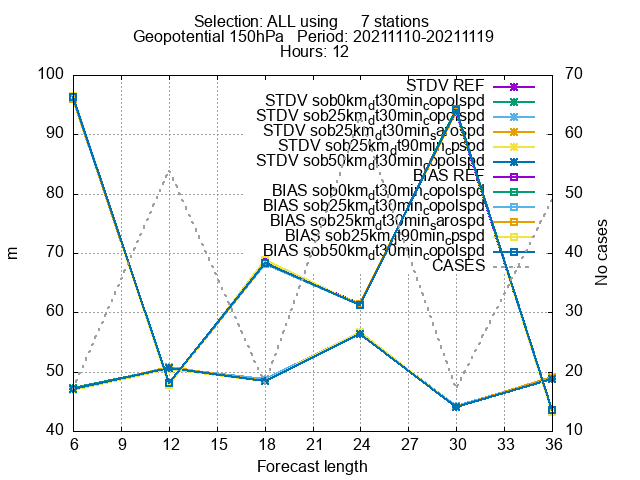 Selection: ALL using 7 stations
Geopotential 150hPa Period: 20211110-20211119
Hours: 12
STDV REF
STDV sob0km_dt30min_copolspd
STDV sob25km_dt30min_copolspd
STDV sob25km_dt30min_sarospd
STDV sob25km_dt90min_cpspd
STDV sob50km_dt30min_copolspd
BIAS REF
BIAS sob0km_dt30min_copolspd
BIAS sob25km_dt30min_copolspd
BIAS sob25km_dt30min_sarospd
BIAS sob25km_dt90min_cpspd
BIAS sob50km_dt30min_copolspd
CASES
100
90
80
70
60
50
40
m
70
60
50
40
30
20
10
No cases
6 9 12 15 18 21 24 27 30 33 36
Forecast length